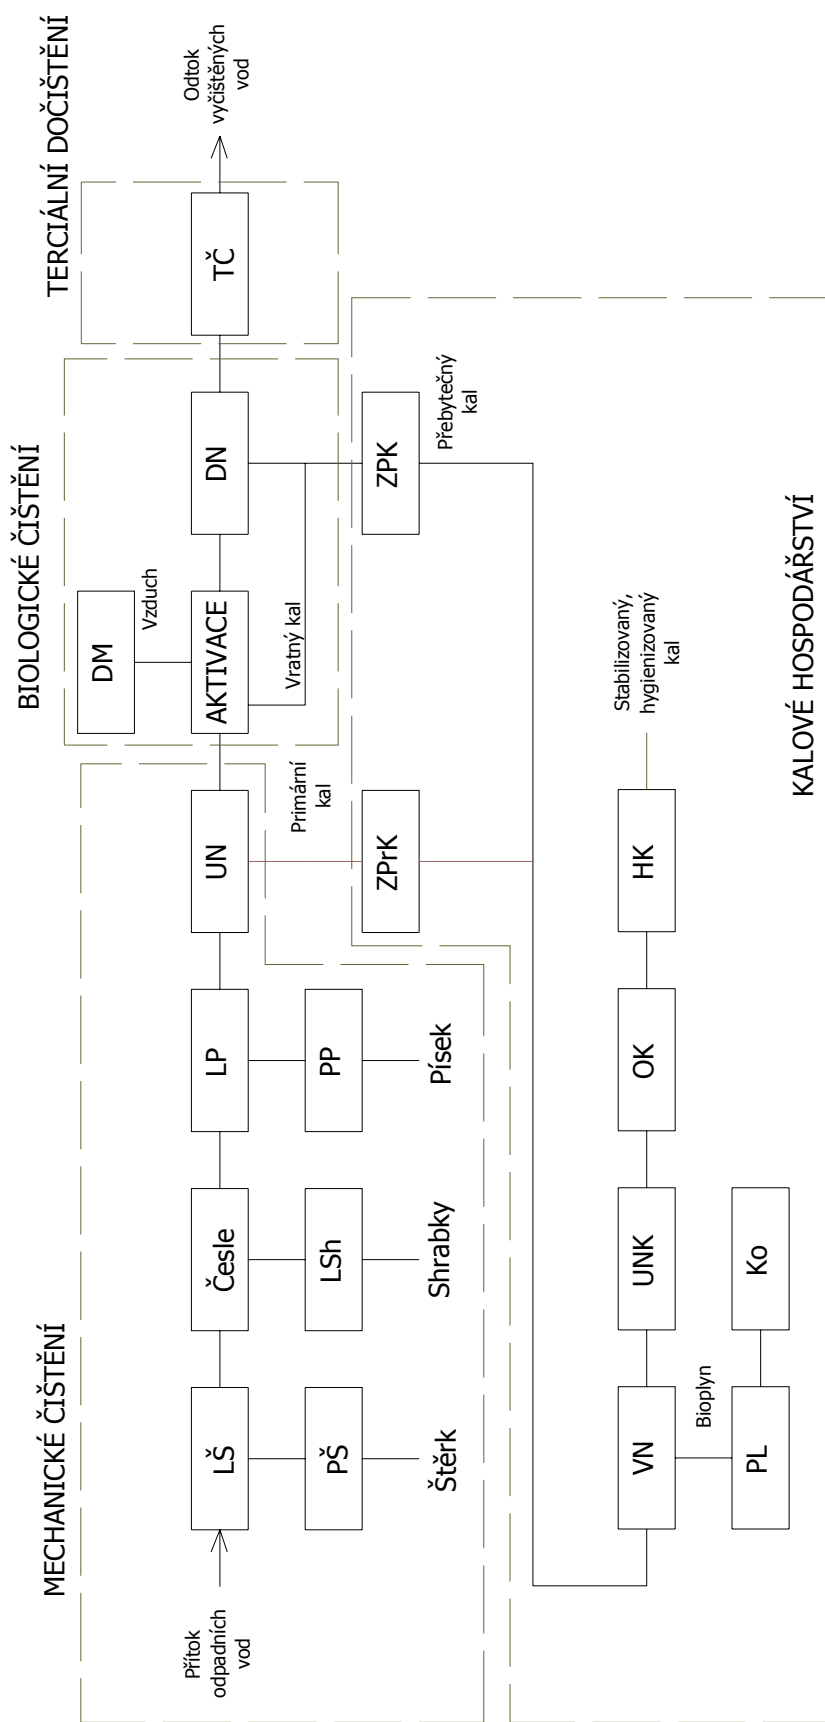 MECHANICKÉ ČIŠTĚNÍ
BIOLOGICKÉ ČIŠTĚNÍ
TERCIÁLNÍ DOČIŠTĚNÍ
Přítok
odpadních
vod
LŠ
Česle
LP
UN
AKTIVACE
DN
TČ
Odtok
vyčištěných
vod
DM
Vzduch
PŠ
LSh
PP
Štěrk
Shrabky
Písek
Primární
kal
Vratný kal
ZPrK
ZPK
Přebytečný
kal
VN
UNK
OK
HK
Stabilizovaný,
hygienizovaný
kal
Bioplyn
PL
Ko
KALOVÉ HOSPODÁŘSTVÍ